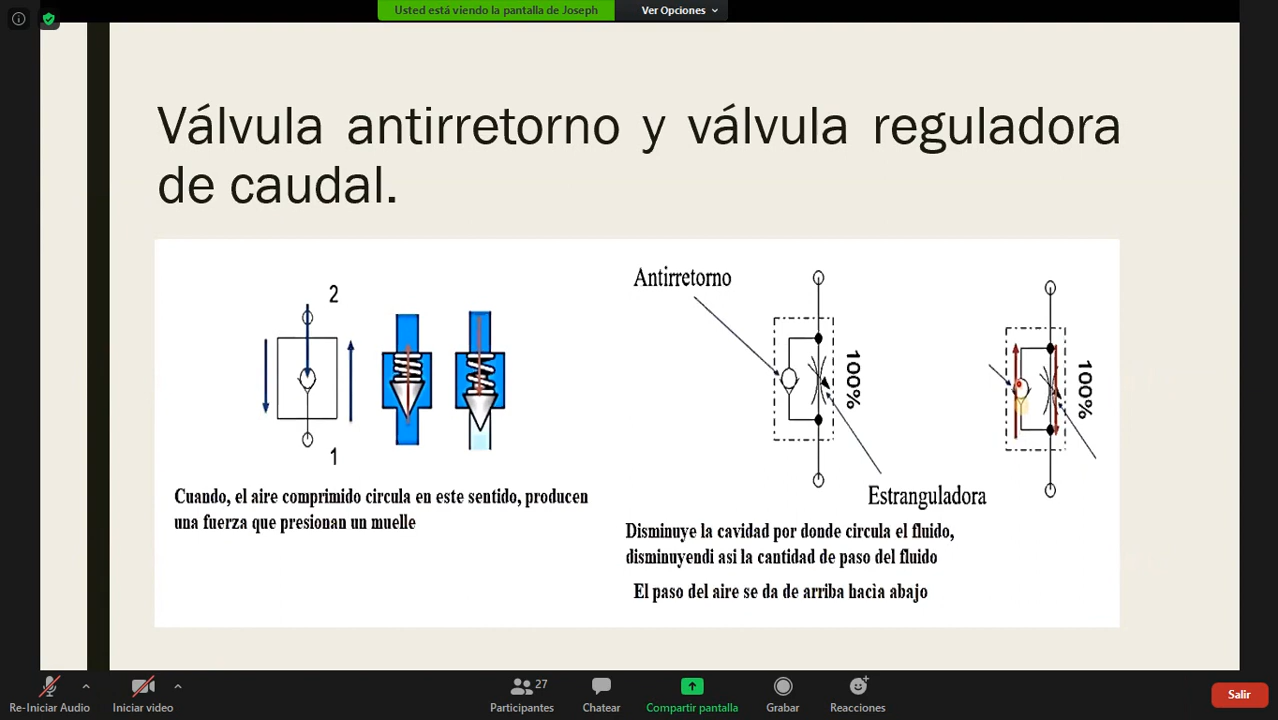 Usted está viendo la pantalla de Joseph
Ver Opciones
Válvula antirretorno y válvula reguladora
de caudal.
2
1
Cuando, el aire comprimido circula en este sentido, producen
una fuerza que presionan un muelle
Antirretorno
100%
100%
Estranguladora
Disminuye la cavidad por donde circula el fluido,
disminuyendi asi la cantidad de paso del fluido
El paso del aire se da de arriba hacìa abajo
Re-Iniciar Audio
Iniciar video
Participantes
27
Chatear
Compartir pantalla
Grabar
Reacciones
Salir